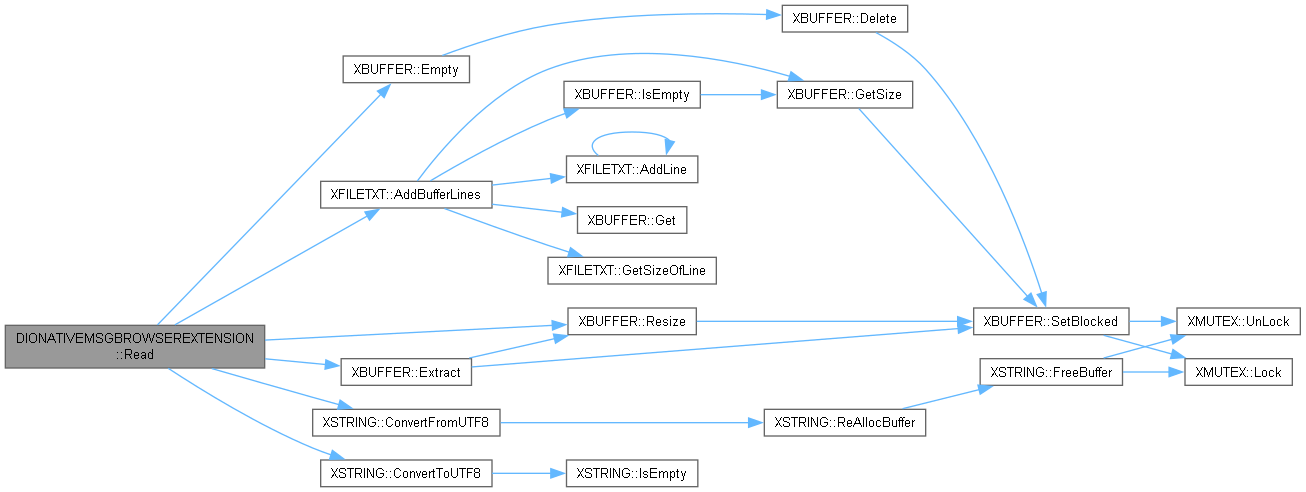 XBUFFER::Delete
XBUFFER::Empty
XBUFFER::IsEmpty
XBUFFER::GetSize
XFILETXT::AddLine
XFILETXT::AddBufferLines
XBUFFER::Get
XFILETXT::GetSizeOfLine
DIONATIVEMSGBROWSEREXTENSION
::Read
XBUFFER::Resize
XBUFFER::SetBlocked
XMUTEX::UnLock
XBUFFER::Extract
XSTRING::FreeBuffer
XMUTEX::Lock
XSTRING::ConvertFromUTF8
XSTRING::ReAllocBuffer
XSTRING::ConvertToUTF8
XSTRING::IsEmpty